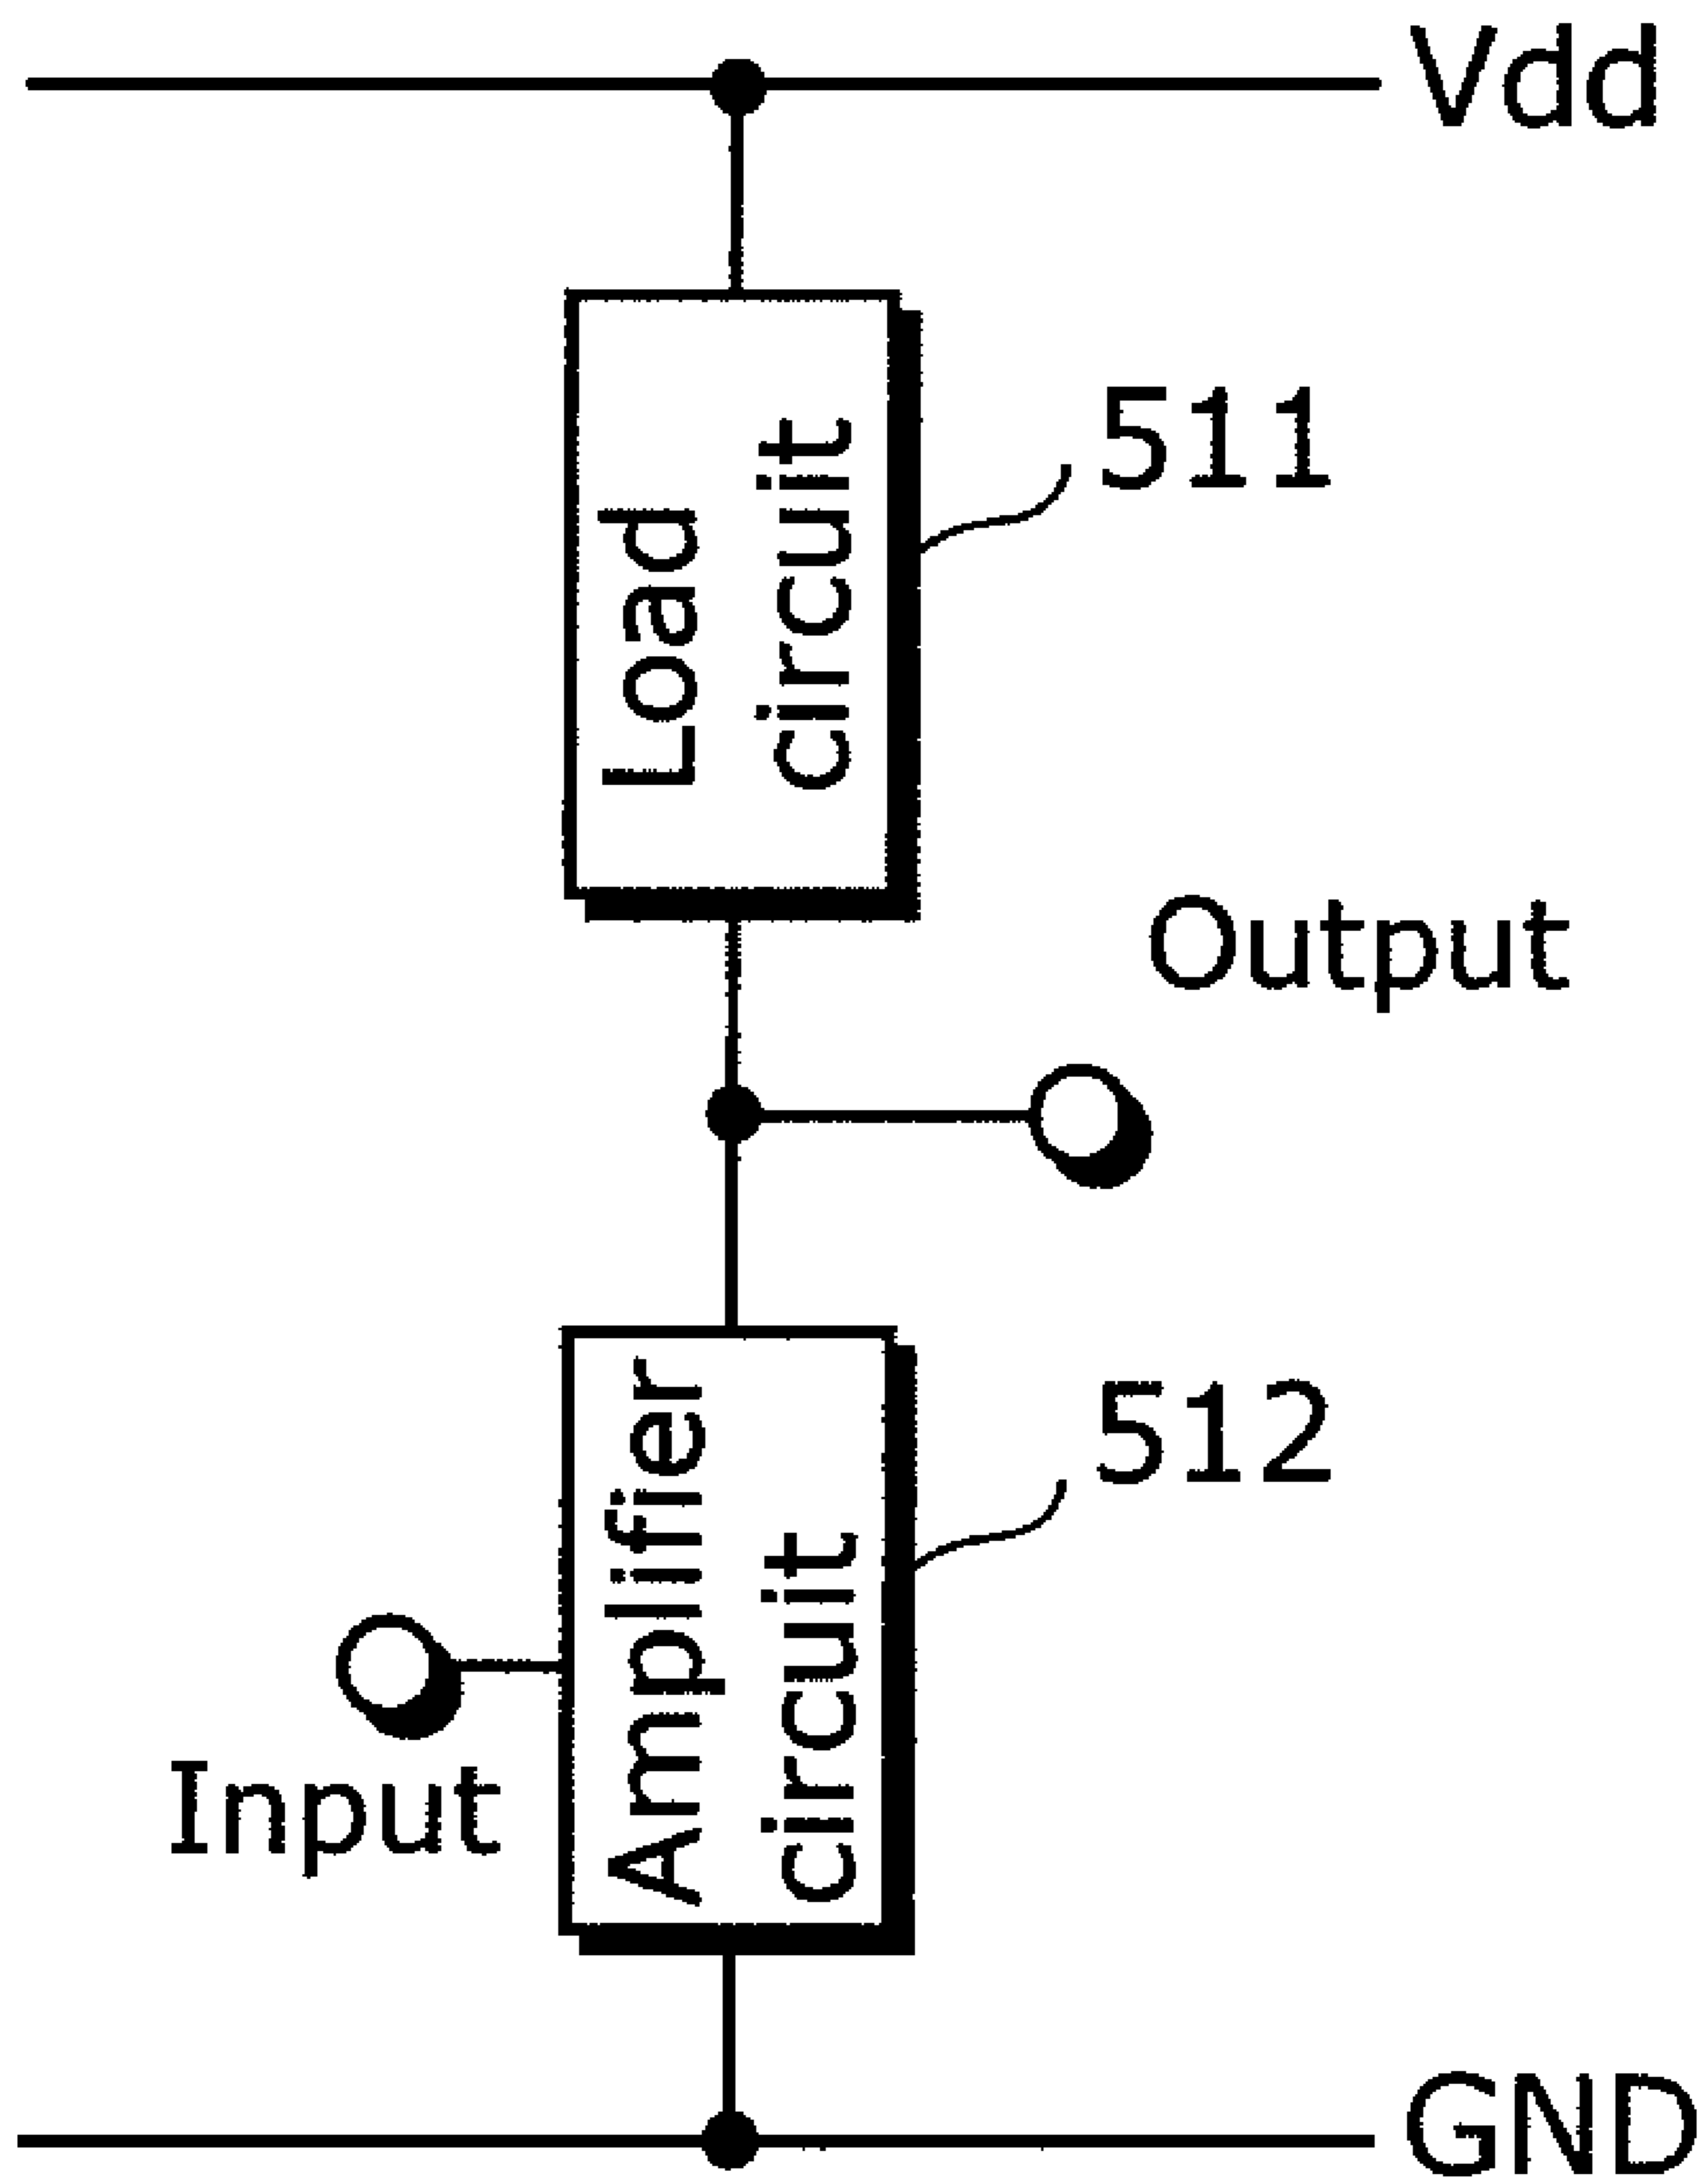 Vdd
Load
circuit
511
Output
Amplifier
circuit
512
Input
GND